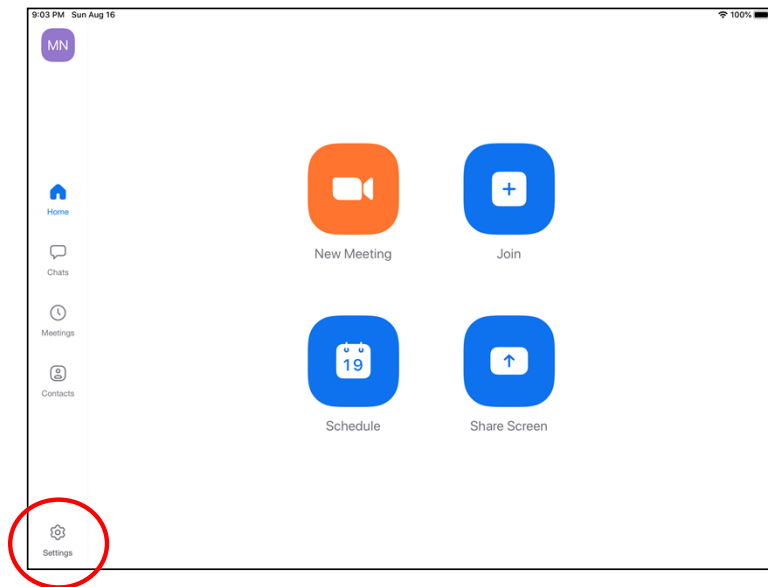 9:03 PM Sun Aug 16
100%
MN
Home
Chats
Meetings
Contacts
Settings
New Meeting
Join
19
Schedule
Share Screen